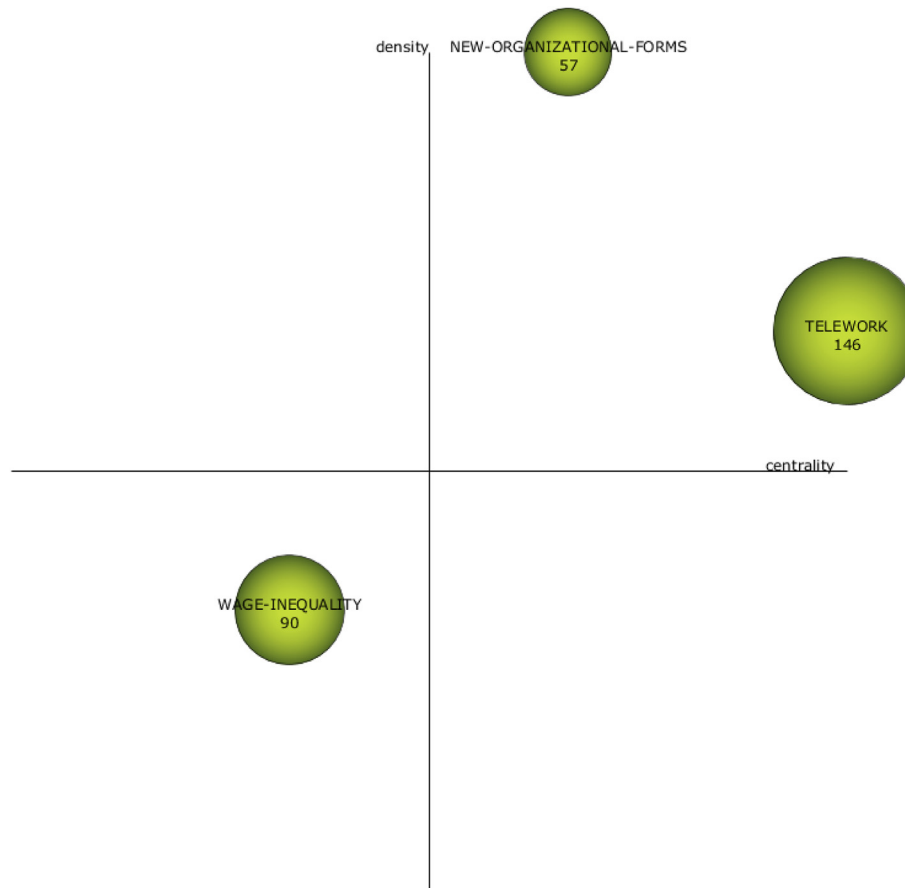 density
NEW-ORGANIZATIONAL-FORMS
57
TELEWORK
146
centrality
WAGE-INEQUALITY
90